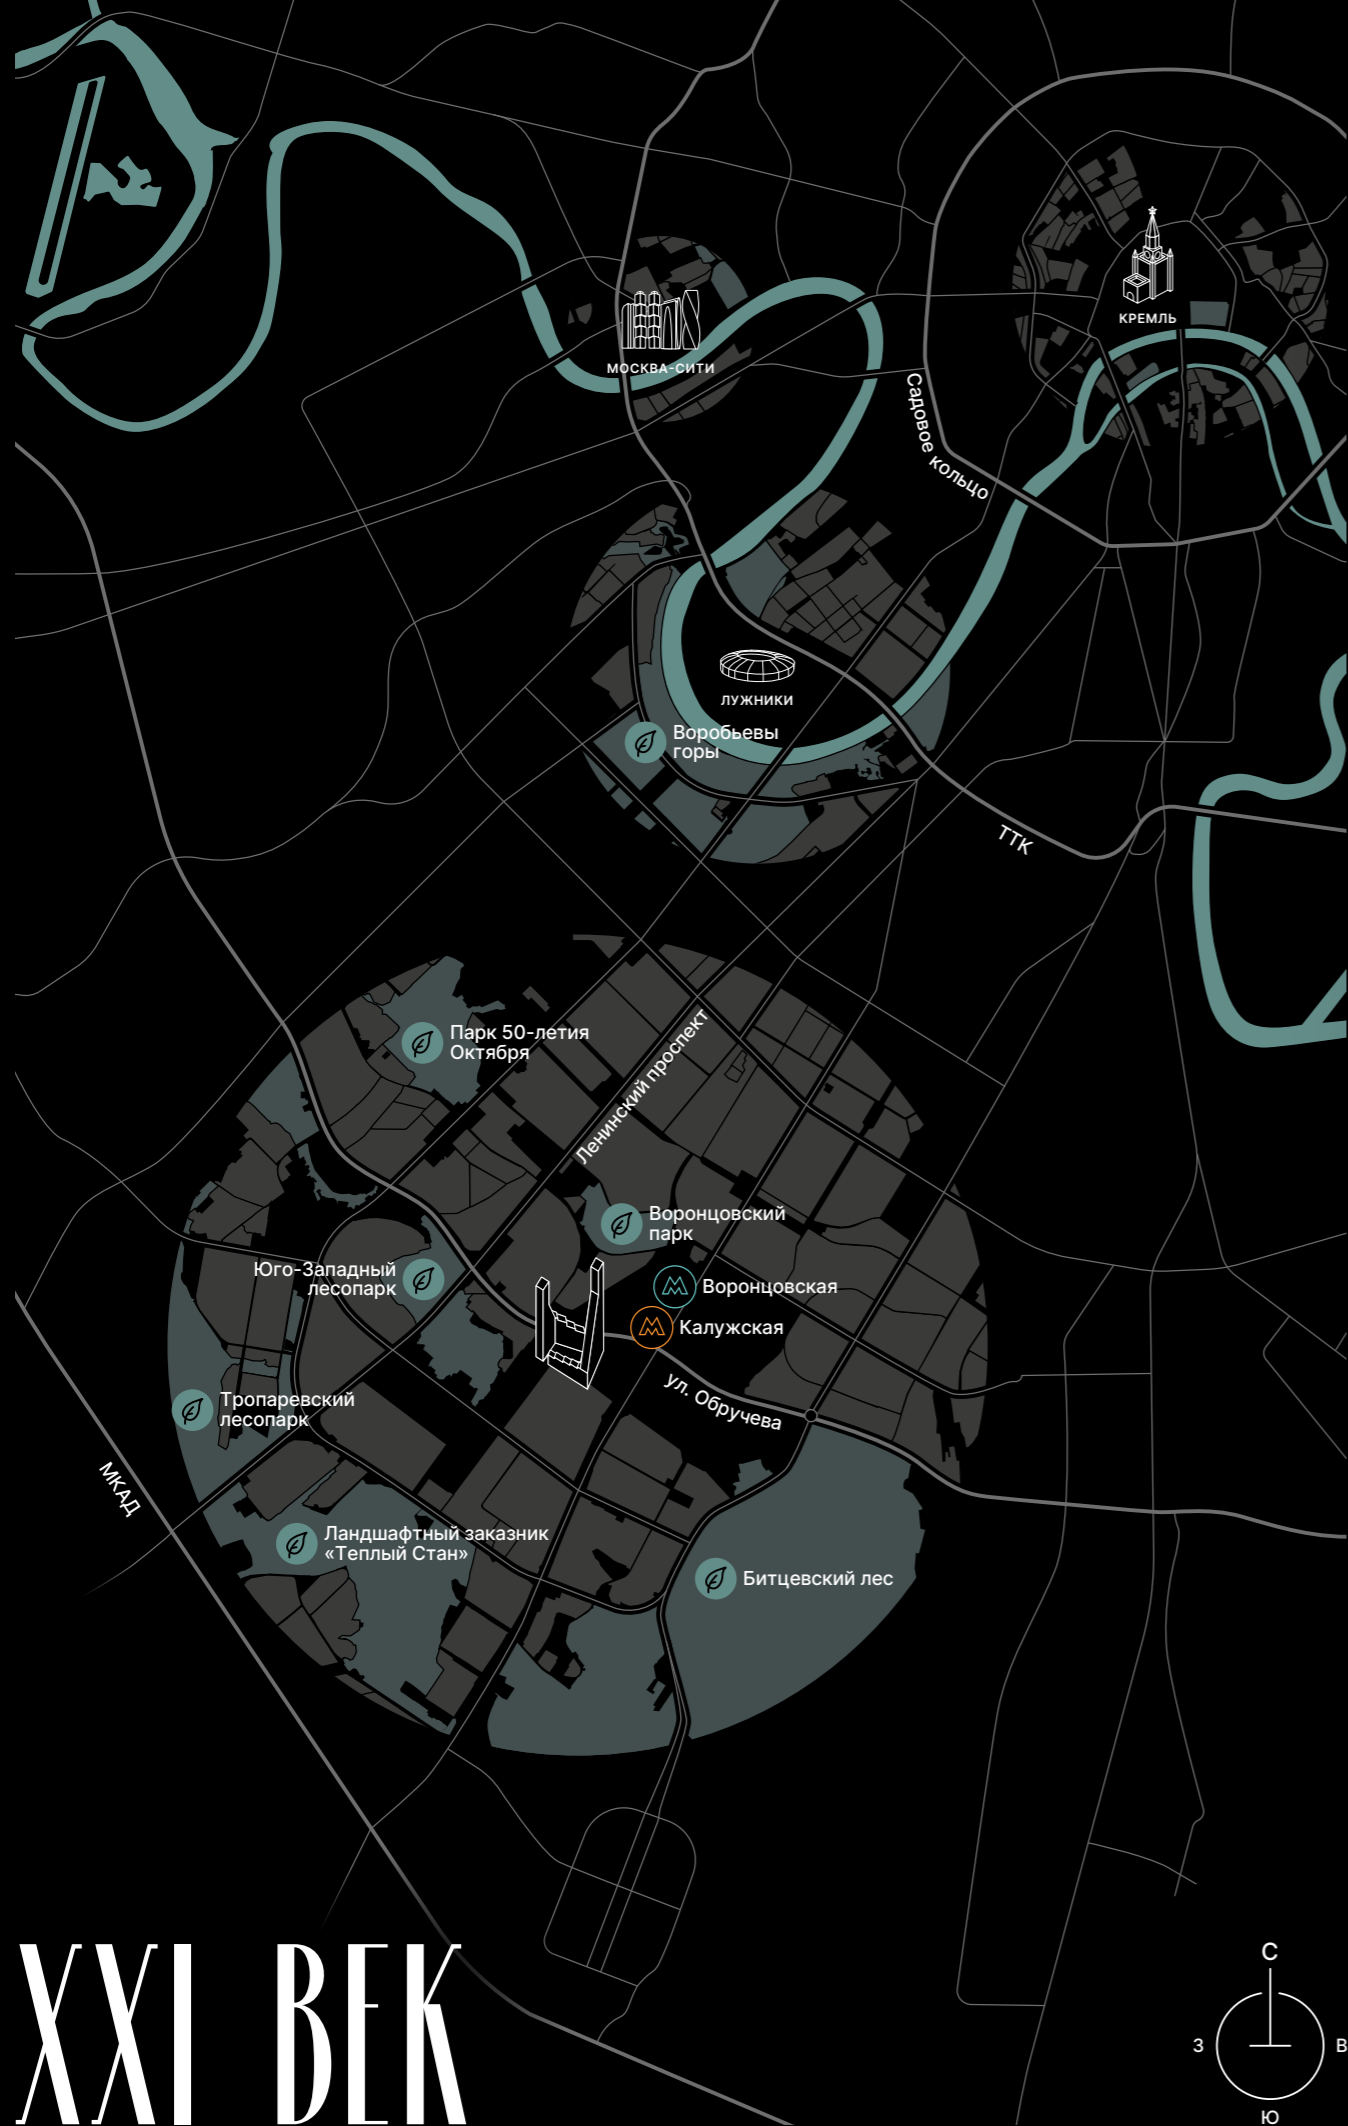 КРЕМЛЬ
МОСКВА-СИТИ
Садовое кольцо
ЛУЖНИКИ
Воробьевы
горы
ТТК
Парк 50-летия
Октября
Ленинский проспект
Воронцовский
парк
Юго-Западный
лесопарк
Воронцовская
Калужская
Тропаревский
лесопарк
ул. Обручева
МКАД
Ландшафтный заказник
«Теплый Стан»
Битцевский лес
XXI ВЕК
С
З
В
Ю